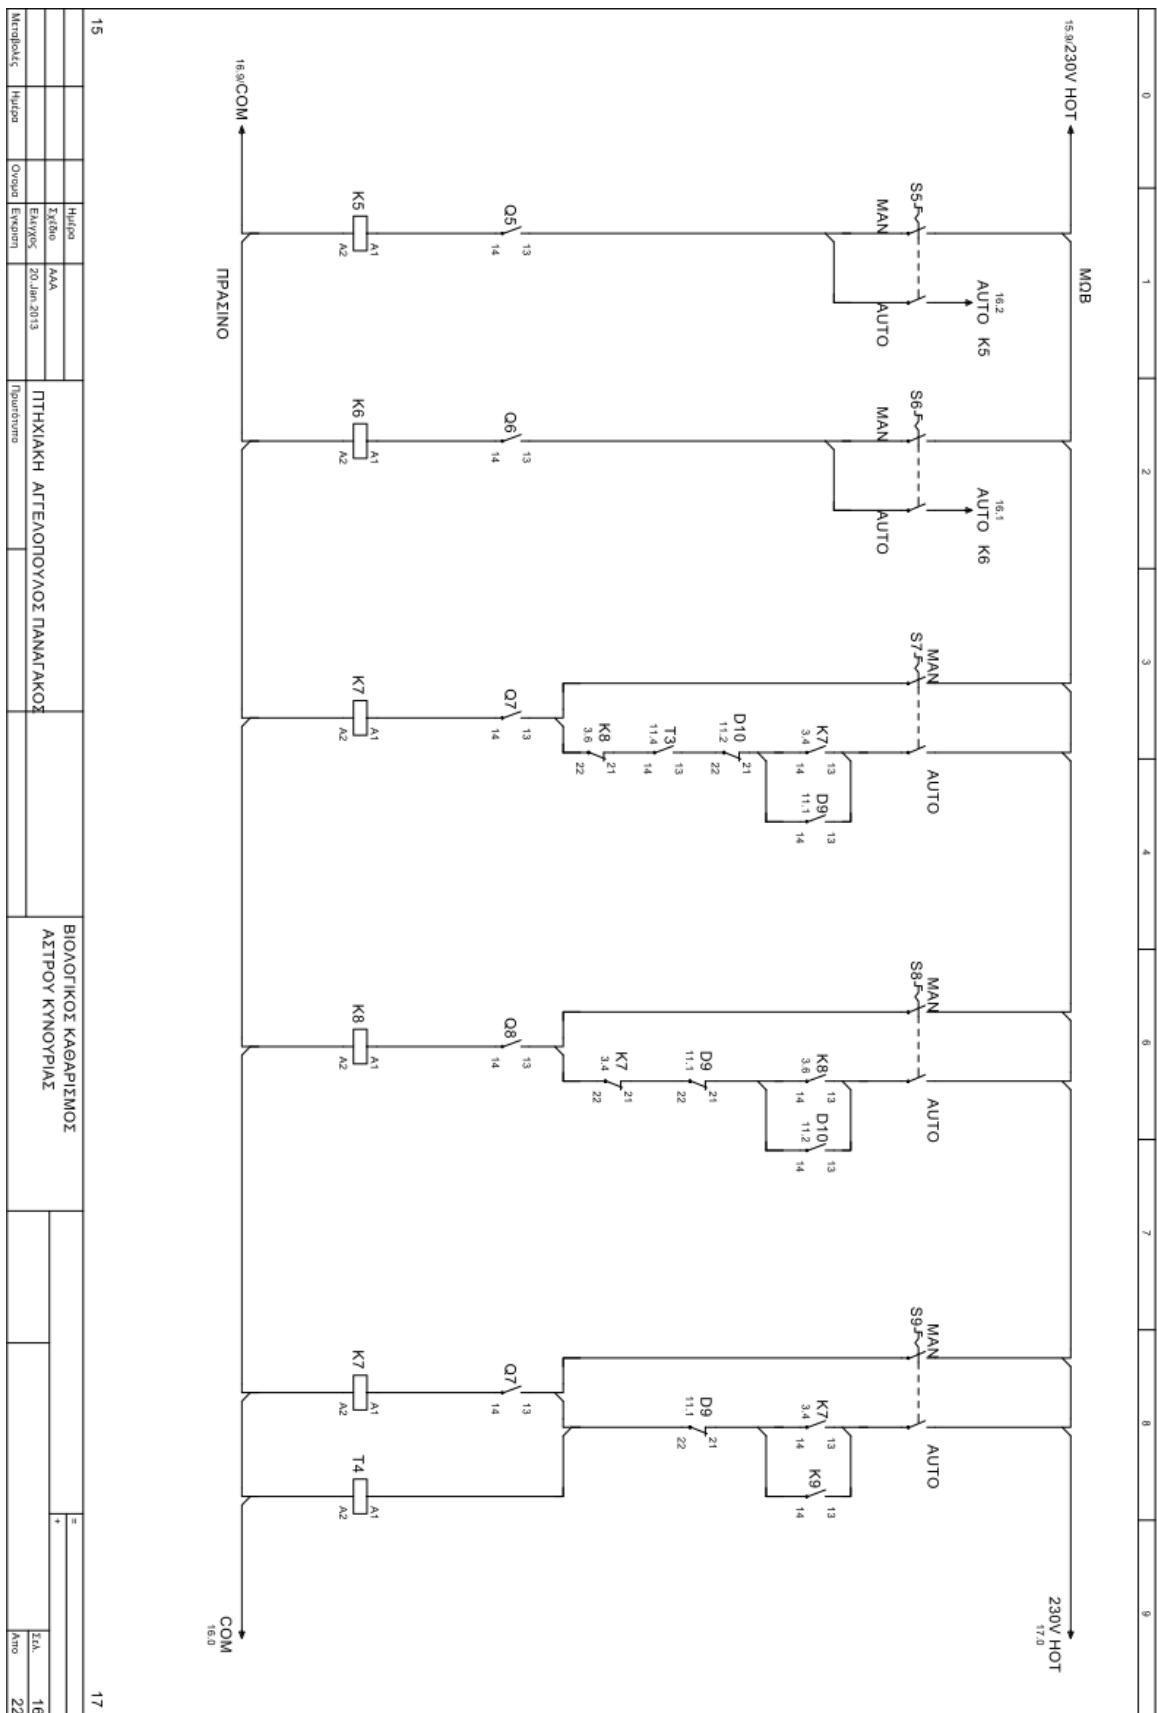 0 1 2 3 4 6 7 8 9
15.9/230V HOT
ΜΩΒ
230V HOT
17.0
16.2
AUTO K5
S5
MAN
AUTO
16.1
AUTO K6
S6
MAN
AUTO
S7
MAN
AUTO
S8
MAN
AUTO
S9
MAN
AUTO
K7
3.4
13
14
D9
11.1
13
14
D10
11.2
21
22
T3
11.4
13
14
K8
3.6
21
22
K8
3.6
13
14
D10
11.2
13
14
D9
11.1
21
22
K7
3.4
21
22
K7
3.4
13
14
K9
13
14
D9
11.1
21
22
Q5
13
14
Q6
13
14
Q7
13
14
Q8
13
14
Q7
13
14
K5
A1
A2
K6
A1
A2
K7
A1
A2
K8
A1
A2
K7
A1
A2
T4
A1
A2
16.9/COM
ΠΡΑΣΙΝΟ
COM
16.0
15
17
Ημέρα
Σχέδιο ΑΑΑ
Ελεγχος 20.Jan.2013
Μεταβολές Ημέρα Ονομα Εγκριση Πρωτότυπο
ΠΤΗΧΙΑΚΗ ΑΓΓΕΛΟΠΟΥΛΟΣ ΠΑΝΑΓΑΚΟΣ
ΒΙΟΛΟΓΙΚΟΣ ΚΑΘΑΡΙΣΜΟΣ
ΑΣΤΡΟΥ ΚΥΝΟΥΡΙΑΣ
=
+
Σελ. 16
Απο 22